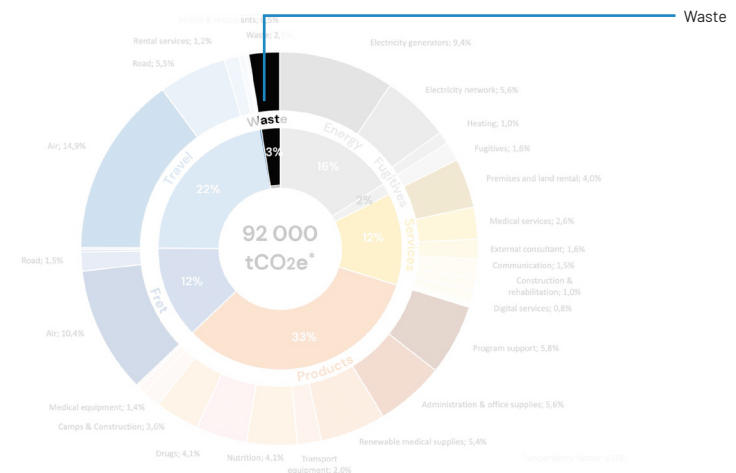 Waste
ants; 0,5%
Waste; 2,
Rental services; 1,2%
Electricity generators; 9,4%
Road; 5,3%
Electricity network; 5,6%
Heating; 1,0%
Fugitives; 1,8%
Air; 14,9%
Premises and land rental; 4,0%
Medical services; 2,6%
External consultant; 1,6%
Communication; 1,5%
Construction &
rehabilitation; 1,0%
Digital services; 0,8%
Road; 1,5%
Air; 10,4%
Program support; 5,8%
Administration & office supplies; 5,6%
Renewable medical supplies; 5,4%
Transport
equipment; 2,0%
Nutrition; 4,1%
Drugs; 4,1%
Camps & Construction; 3,6%
Medical equipment; 1,4%
Waste
3%
Energy
16%
Fugitives
2%
Services
12%
Products
33%
Fret
12%
Travel
22%
92 000
tCO2e*